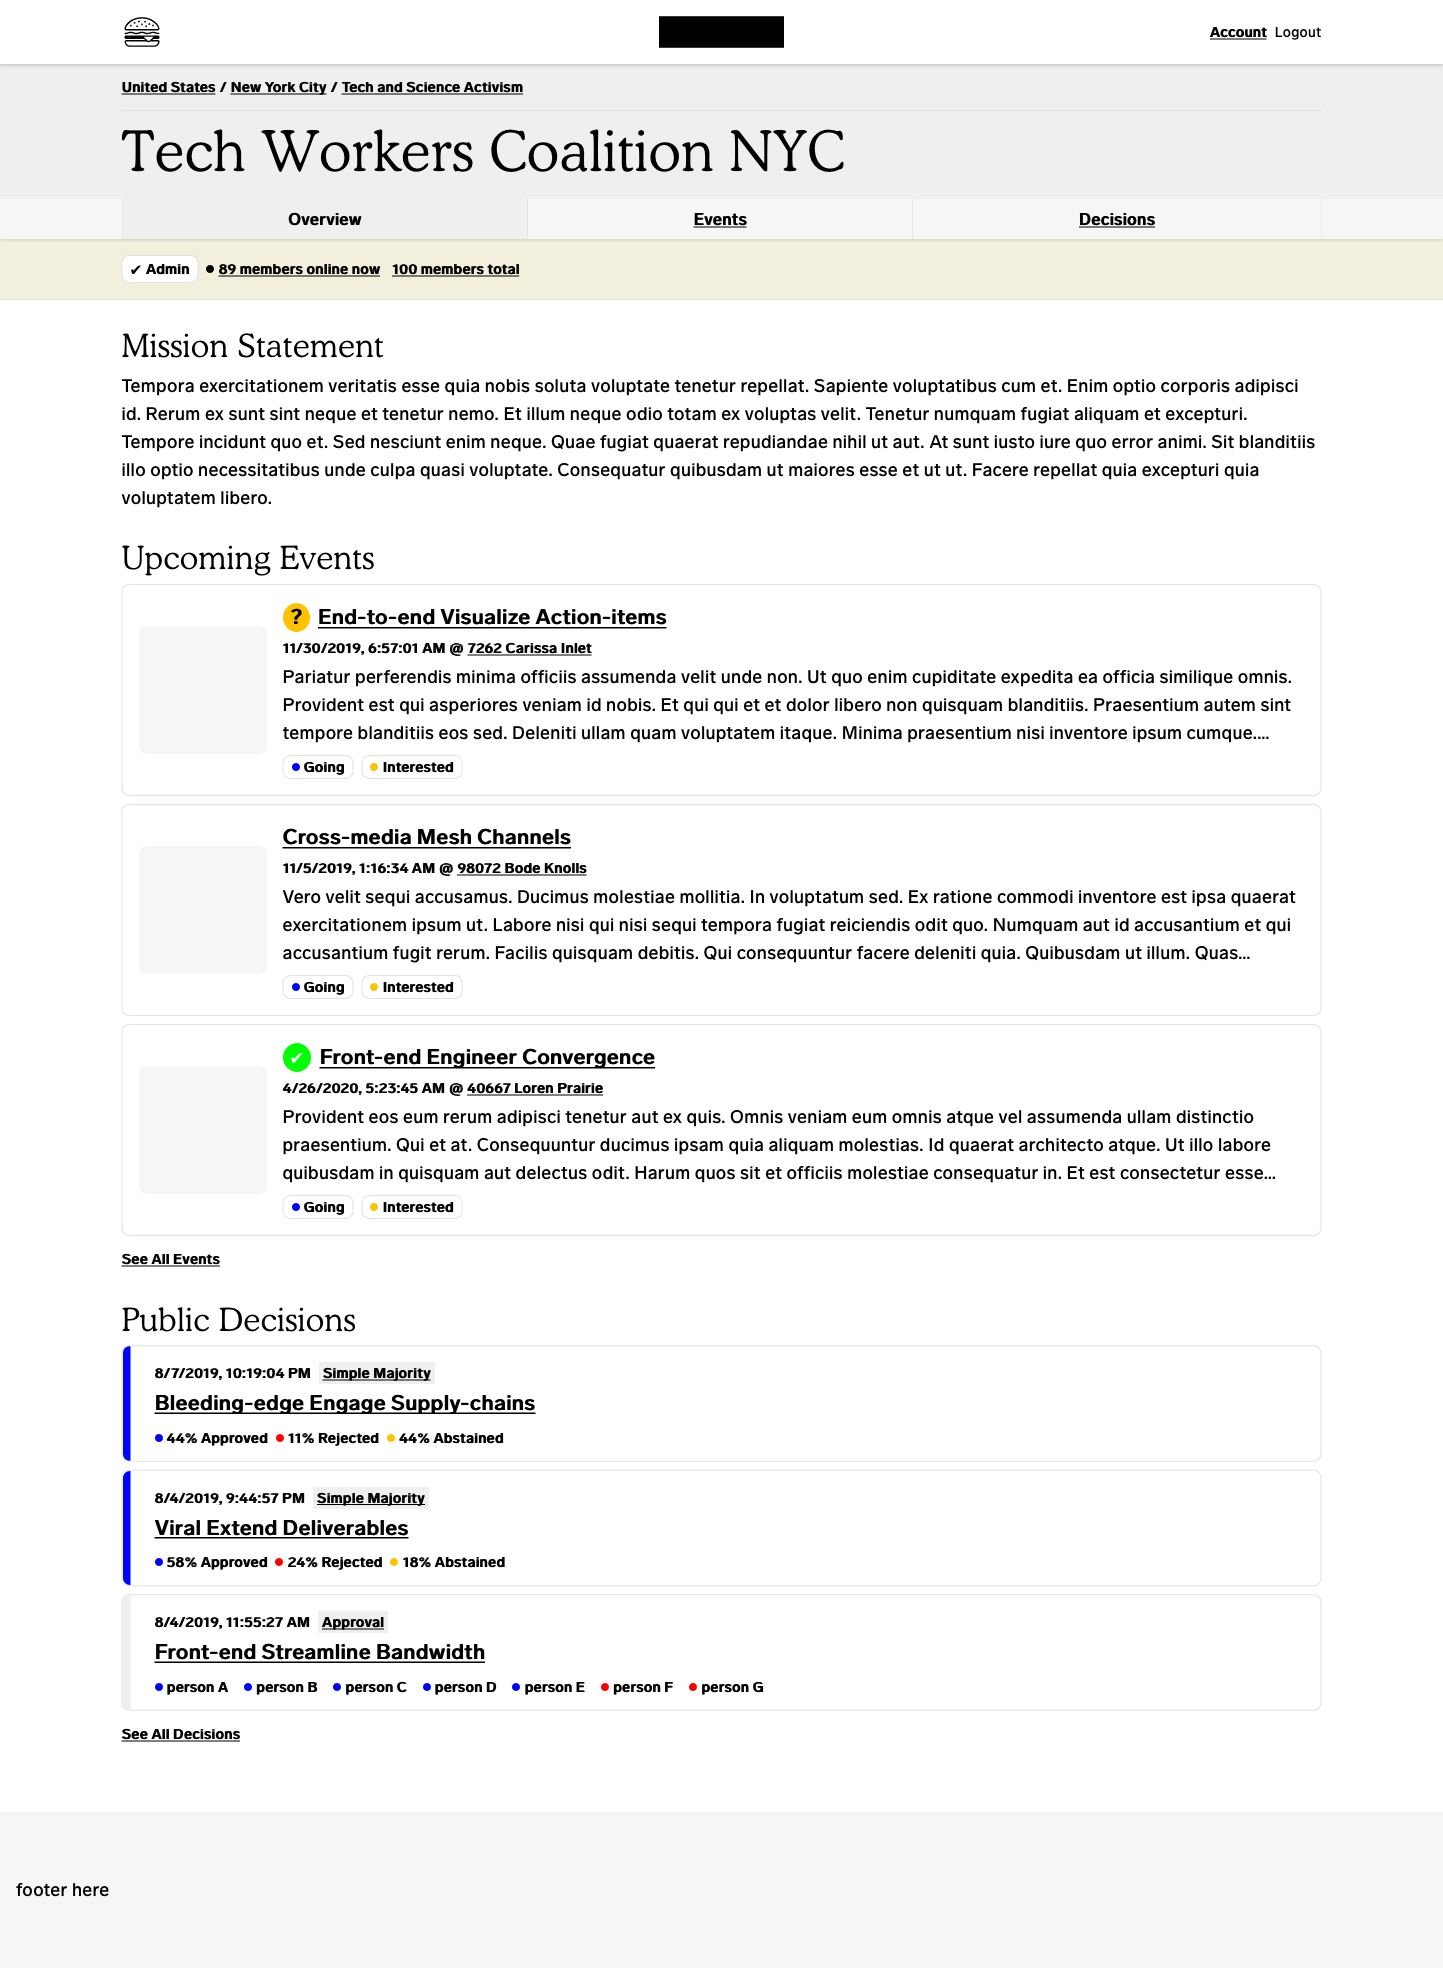 Account Logout
United States / New York City / Tech and Science Activism
Tech Workers Coalition NYC
Overview
Events
Decisions
✔ Admin
89 members online now
100 members total
Mission Statement
Tempora exercitationem veritatis esse quia nobis soluta voluptate tenetur repellat. Sapiente voluptatibus cum et. Enim optio corporis adipisci
id. Rerum ex sunt sint neque et tenetur nemo. Et illum neque odio totam ex voluptas velit. Tenetur numquam fugiat aliquam et excepturi.
Tempore incidunt quo et. Sed nesciunt enim neque. Quae fugiat quaerat repudiandae nihil ut aut. At sunt iusto iure quo error animi. Sit blanditiis
illo optio necessitatibus unde culpa quasi voluptate. Consequatur quibusdam ut maiores esse et ut ut. Facere repellat quia excepturi quia
voluptatem libero.
Upcoming Events
? End-to-end Visualize Action-items
11/30/2019, 6:57:01 AM @ 7262 Carissa Inlet
Pariatur perferendis minima officiis assumenda velit unde non. Ut quo enim cupiditate expedita ea officia similique omnis.
Provident est qui asperiores veniam id nobis. Et qui qui et et dolor libero non quisquam blanditiis. Praesentium autem sint
tempore blanditiis eos sed. Deleniti ullam quam voluptatem itaque. Minima praesentium nisi inventore ipsum cumque....
Going Interested
Cross-media Mesh Channels
11/5/2019, 1:16:34 AM @ 98072 Bode Knolls
Vero velit sequi accusamus. Ducimus molestiae mollitia. In voluptatum sed. Ex ratione commodi inventore est ipsa quaerat
exercitationem ipsum ut. Labore nisi qui nisi sequi tempora fugiat reiciendis odit quo. Numquam aut id accusantium et qui
accusantium fugit rerum. Facilis quisquam debitis. Qui consequuntur facere deleniti quia. Quibusdam ut illum. Quas...
Going Interested
✔ Front-end Engineer Convergence
4/26/2020, 5:23:45 AM @ 40667 Loren Prairie
Provident eos eum rerum adipisci tenetur aut ex quis. Omnis veniam eum omnis atque vel assumenda ullam distinctio
praesentium. Qui et at. Consequuntur ducimus ipsam quia aliquam molestias. Id quaerat architecto atque. Ut illo labore
quibusdam in quisquam aut delectus odit. Harum quos sit et officiis molestiae consequatur in. Et est consectetur esse...
Going Interested
See All Events
Public Decisions
8/7/2019, 10:19:04 PM Simple Majority
Bleeding-edge Engage Supply-chains
44% Approved 11% Rejected 44% Abstained
8/4/2019, 9:44:57 PM Simple Majority
Viral Extend Deliverables
58% Approved 24% Rejected 18% Abstained
8/4/2019, 11:55:27 AM Approval
Front-end Streamline Bandwidth
person A person B person C person D person E person F person G
See All Decisions
footer here